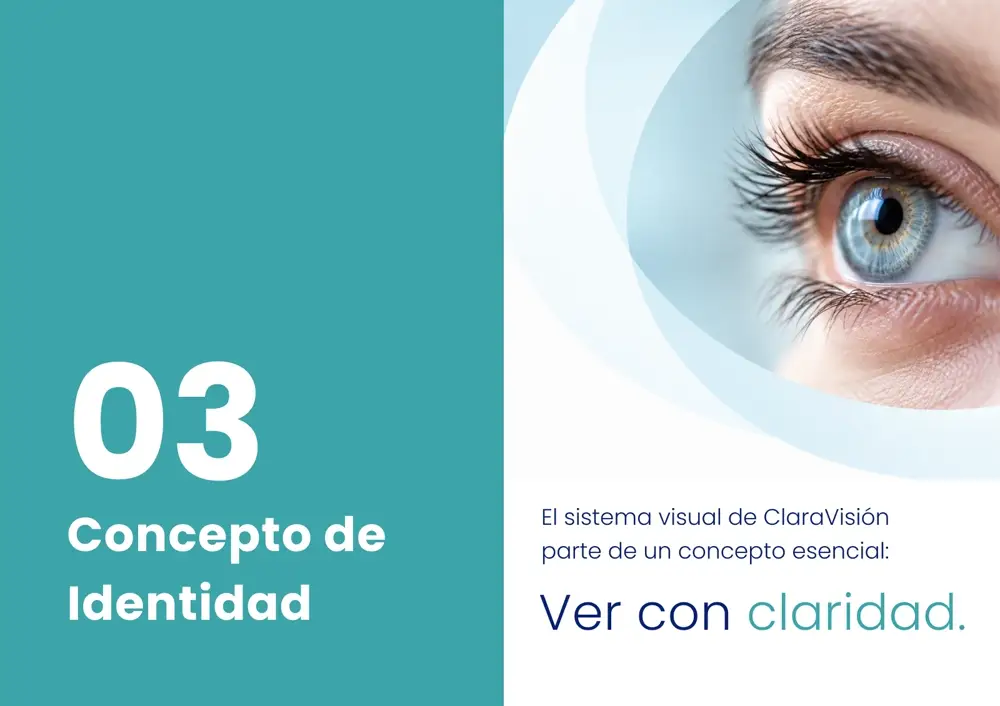 03
Concepto de
Identidad
El sistema visual de ClaraVisión
parte de un concepto esencial:
Ver con claridad.